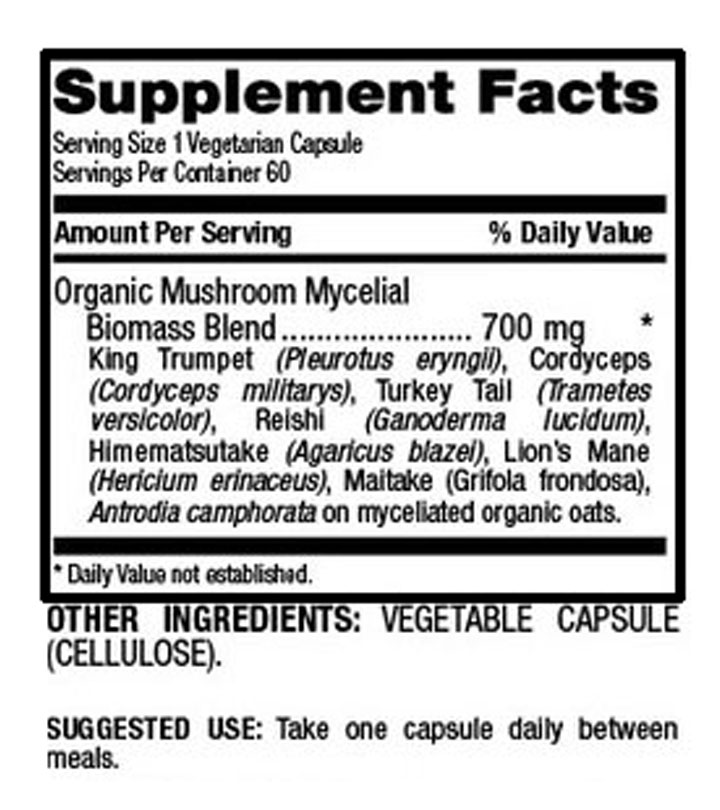 Supplement Facts
Serving Size 1 Vegetarian Capsule
Servings Per Container 60
Amount Per Serving % Daily Value
Organic Mushroom Mycelial
Biomass Blend ...................... 700 mg *
King Trumpet (Pleurotus eryngii), Cordyceps
(Cordyceps militarys), Turkey Tail (Trametes
versicolor), Reishi (Ganoderma lucidum),
Himematsutake (Agaricus blazei), Lion's Mane
(Hericium erinaceus), Maitake (Grifola frondosa),
Antrodia camphorata on myceliated organic oats.
* Daily Value not established.
OTHER INGREDIENTS: VEGETABLE CAPSULE
(CELLULOSE).
SUGGESTED USE: Take one capsule daily between
meals.